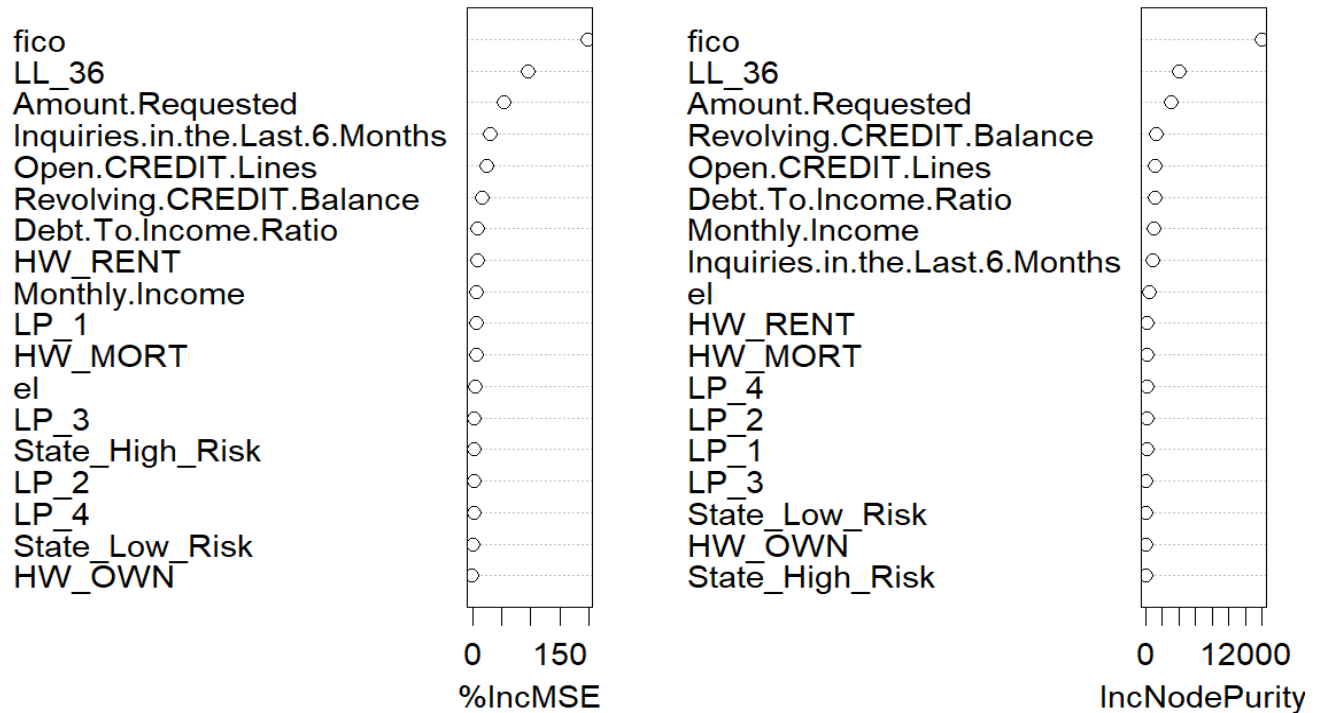 fico
LL_36
Amount.Requested
Inquiries.in.the.Last.6.Months
Open.CREDIT.Lines
Revolving.CREDIT.Balance
Debt.To.Income.Ratio
HW_RENT
Monthly.Income
LP_1
HW_MORT
el
LP_3
State_High_Risk
LP_2
LP_4
State_Low_Risk
HW_OWN
0 150
%IncMSE
fico
LL_36
Amount.Requested
Revolving.CREDIT.Balance
Open.CREDIT.Lines
Debt.To.Income.Ratio
Monthly.Income
Inquiries.in.the.Last.6.Months
el
HW_RENT
HW_MORT
LP_4
LP_2
LP_1
LP_3
State_Low_Risk
HW_OWN
State_High_Risk
0 12000
IncNodePurity